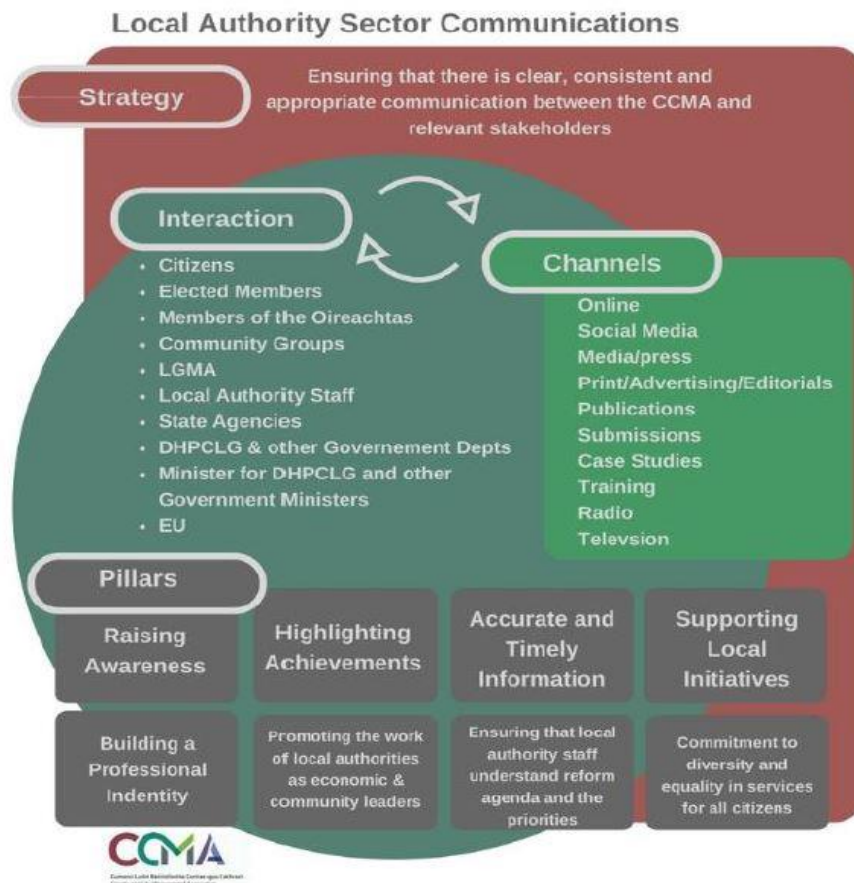 Local Authority Sector Communications
Strategy
Ensuring that there is clear, consistent and
appropriate communication between the CCMA and
relevant stakeholders
Interaction
• Citizens
• Elected Members
• Members of the Oireachtas
• Community Groups
• LGMA
• Local Authority Staff
• State Agencies
• DHPCLG & other Governement Depts
• Minister for DHPCLG and other
Government Ministers
• EU
Channels
Online
Social Media
Media/press
Print/Advertising/Editorials
Publications
Submissions
Case Studies
Training
Radio
Televsion
Pillars
Raising
Awareness
Highlighting
Achievements
Accurate and
Timely
Information
Supporting
Local
Initiatives
Building a
Professional
Indentity
Promoting the work
of local authorities
as economic &
community leaders
Ensuring that local
authority staff
understand reform
agenda and the
priorities
Commitment to
diversity and
equality in services
for all citizens
CCMA